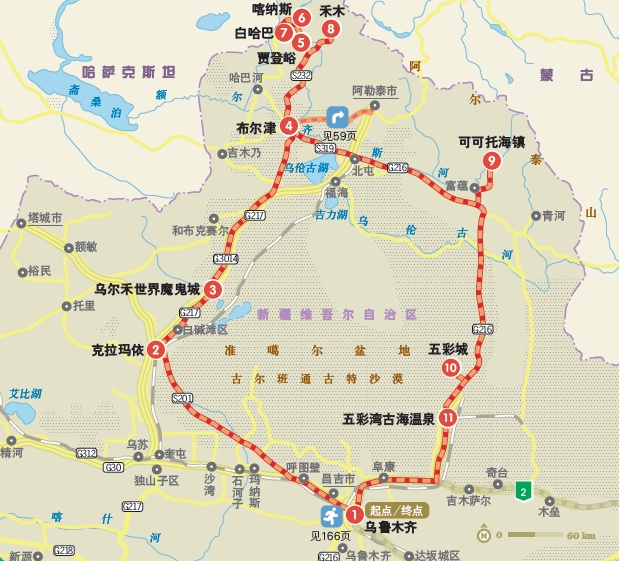 喀纳斯
6
禾木
白哈巴
7
5
8
贾登峪
哈萨克斯坦
斋桑泊
额
尔
齐
斯
河
哈巴河
S232
阿勒泰市
阿
尔
泰
山
蒙古
布尔津
4
见59页
S319
吉木乃
乌伦古湖
北屯
G216
可可托海镇
9
富蕴
福海
吉力湖
乌伦古河
青河
G217
和布克赛尔
塔城市
额敏
裕民
托里
G3014
乌尔禾世界魔鬼城
3
G217
白碱滩区
新疆维吾尔自治区
G216
克拉玛依
2
准噶尔盆地
古尔班通古特沙漠
五彩城
10
S201
五彩湾古海温泉
11
艾比湖
精河
G312
G30
乌苏
奎屯
独山子区
沙湾
石河子
玛纳斯
呼图壁
昌吉市
阜康
吉木萨尔
奇台
2
木垒
G217
喀什河
见166页
1
起点/终点
乌鲁木齐
新源
G218
G216
乌鲁木齐
达坂城区
N
0
60 km